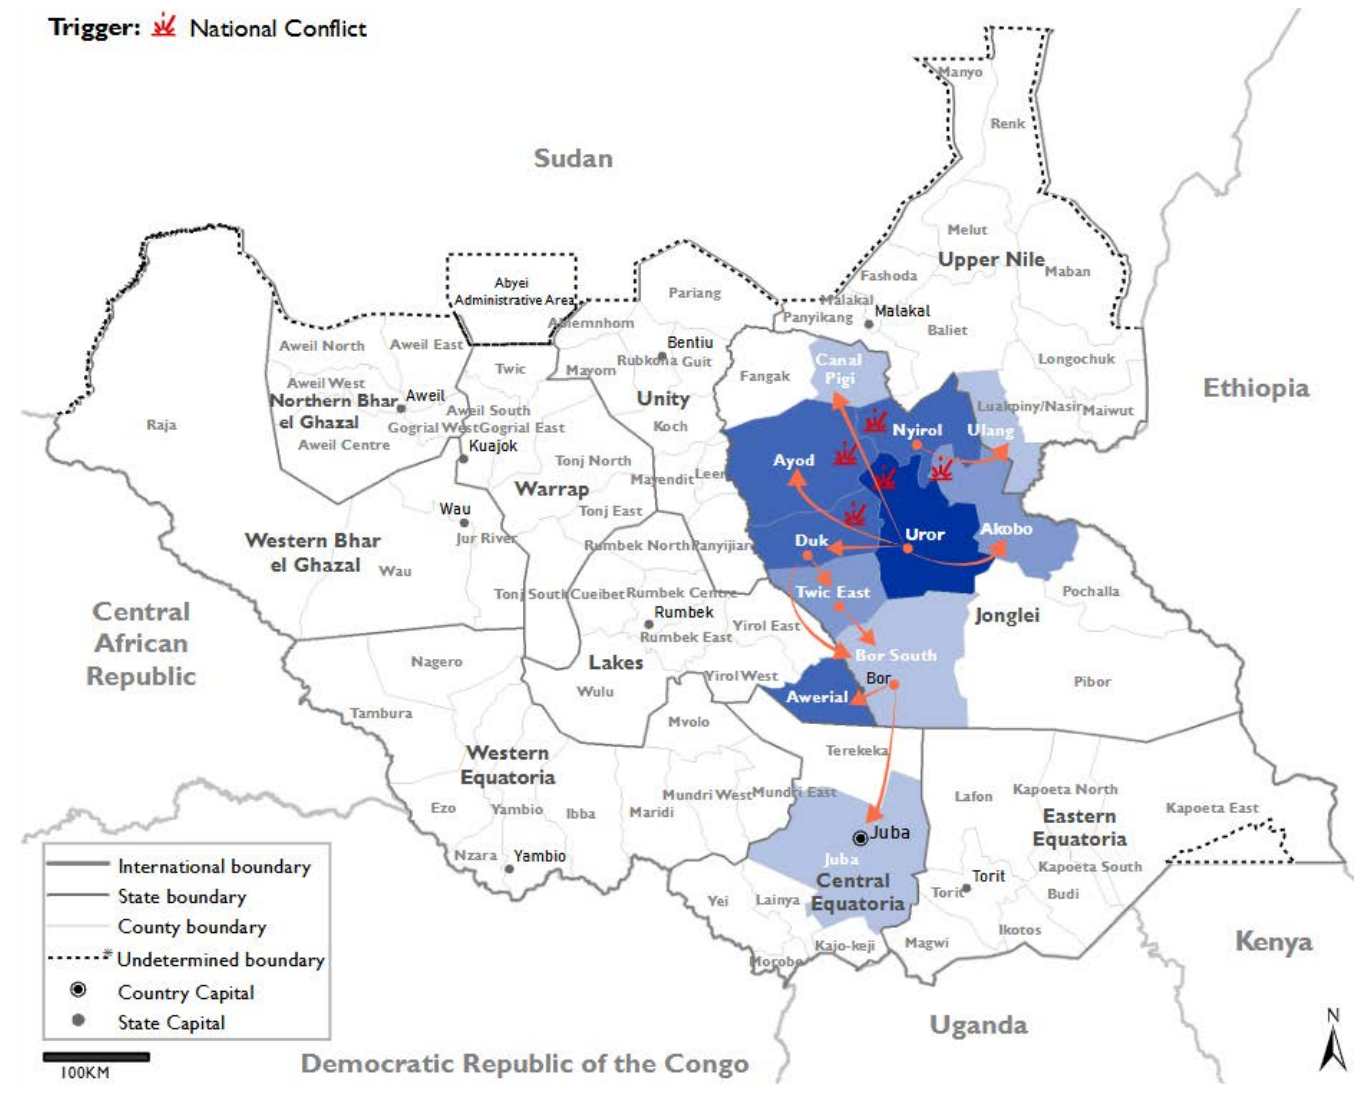 Trigger: National Conflict
Manyo
Renk
Sudan
Melut
Upper Nile
Maban
Fashoda
Abyei
Administrative Area
Pariang
Malakal
Malakal
Panyikang
Baliet
Abiemnhom
Bentiu
Rubkona
Guit
Mayom
Aweil North
Aweil East
Twic
Longochuk
Ethiopia
Canal
Pigi
Fangak
Aweil West
Aweil
Northern Bhar
el Ghazal
Aweil South
Gogrial West
Gogrial East
Aweil Centre
Kuajok
Unity
Koch
Raja
Luakpiny/Nasir
Maiwut
Nyirol
Ulang
Ayod
Tonj North
Mayendit
Leer
Warrap
Tonj East
Wau
Jur River
Western Bhar
el Ghazal
Wau
Rumbek North
Panyijiar
Duk
Uror
Akobo
Twic East
Pochalla
Jonglei
Tonj South
Cueibet
Rumbek Centre
Rumbek
Rumbek East
Yirol East
Central
African
Republic
Nagero
Lakes
Wulu
Yirol West
Bor South
Bor
Awerial
Pibor
Tambura
Mvolo
Terekeka
Western
Equatoria
Mundri West
Mundri East
Ezo
Yambio
Ibba
Maridi
Lafon
Kapoeta North
Kapoeta East
Eastern
Equatoria
Juba
Juba
Central
Equatoria
Nzara
Yambio
Kapoeta South
Torit
Torit
Budi
Yei
Lainya
Ikotos
Magwi
Kajo-keji
Morobo
Kenya
Uganda
Democratic Republic of the Congo
International boundary
State boundary
County boundary
* Undetermined boundary
Country Capital
State Capital
100KM
N